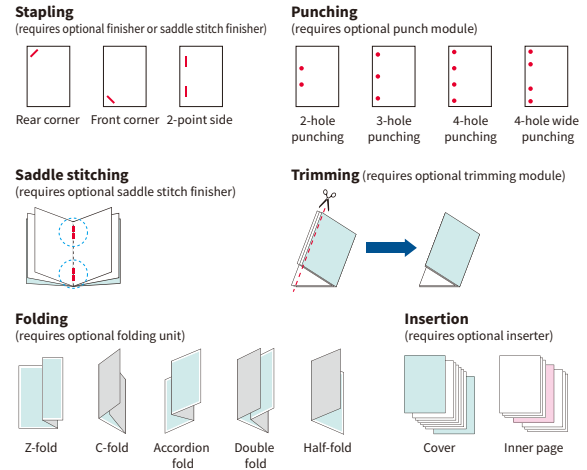 Stapling
(requires optional finisher or saddle stitch finisher)
Rear corner
Front corner
2-point side
Punching
(requires optional punch module)
2-hole
punching
3-hole
punching
4-hole
punching
4-hole wide
punching
Saddle stitching
(requires optional saddle stitch finisher)
Trimming (requires optional trimming module)
Folding
(requires optional folding unit)
Z-fold
C-fold
Accordion
fold
Double
fold
Half-fold
Insertion
(requires optional inserter)
Cover
Inner page